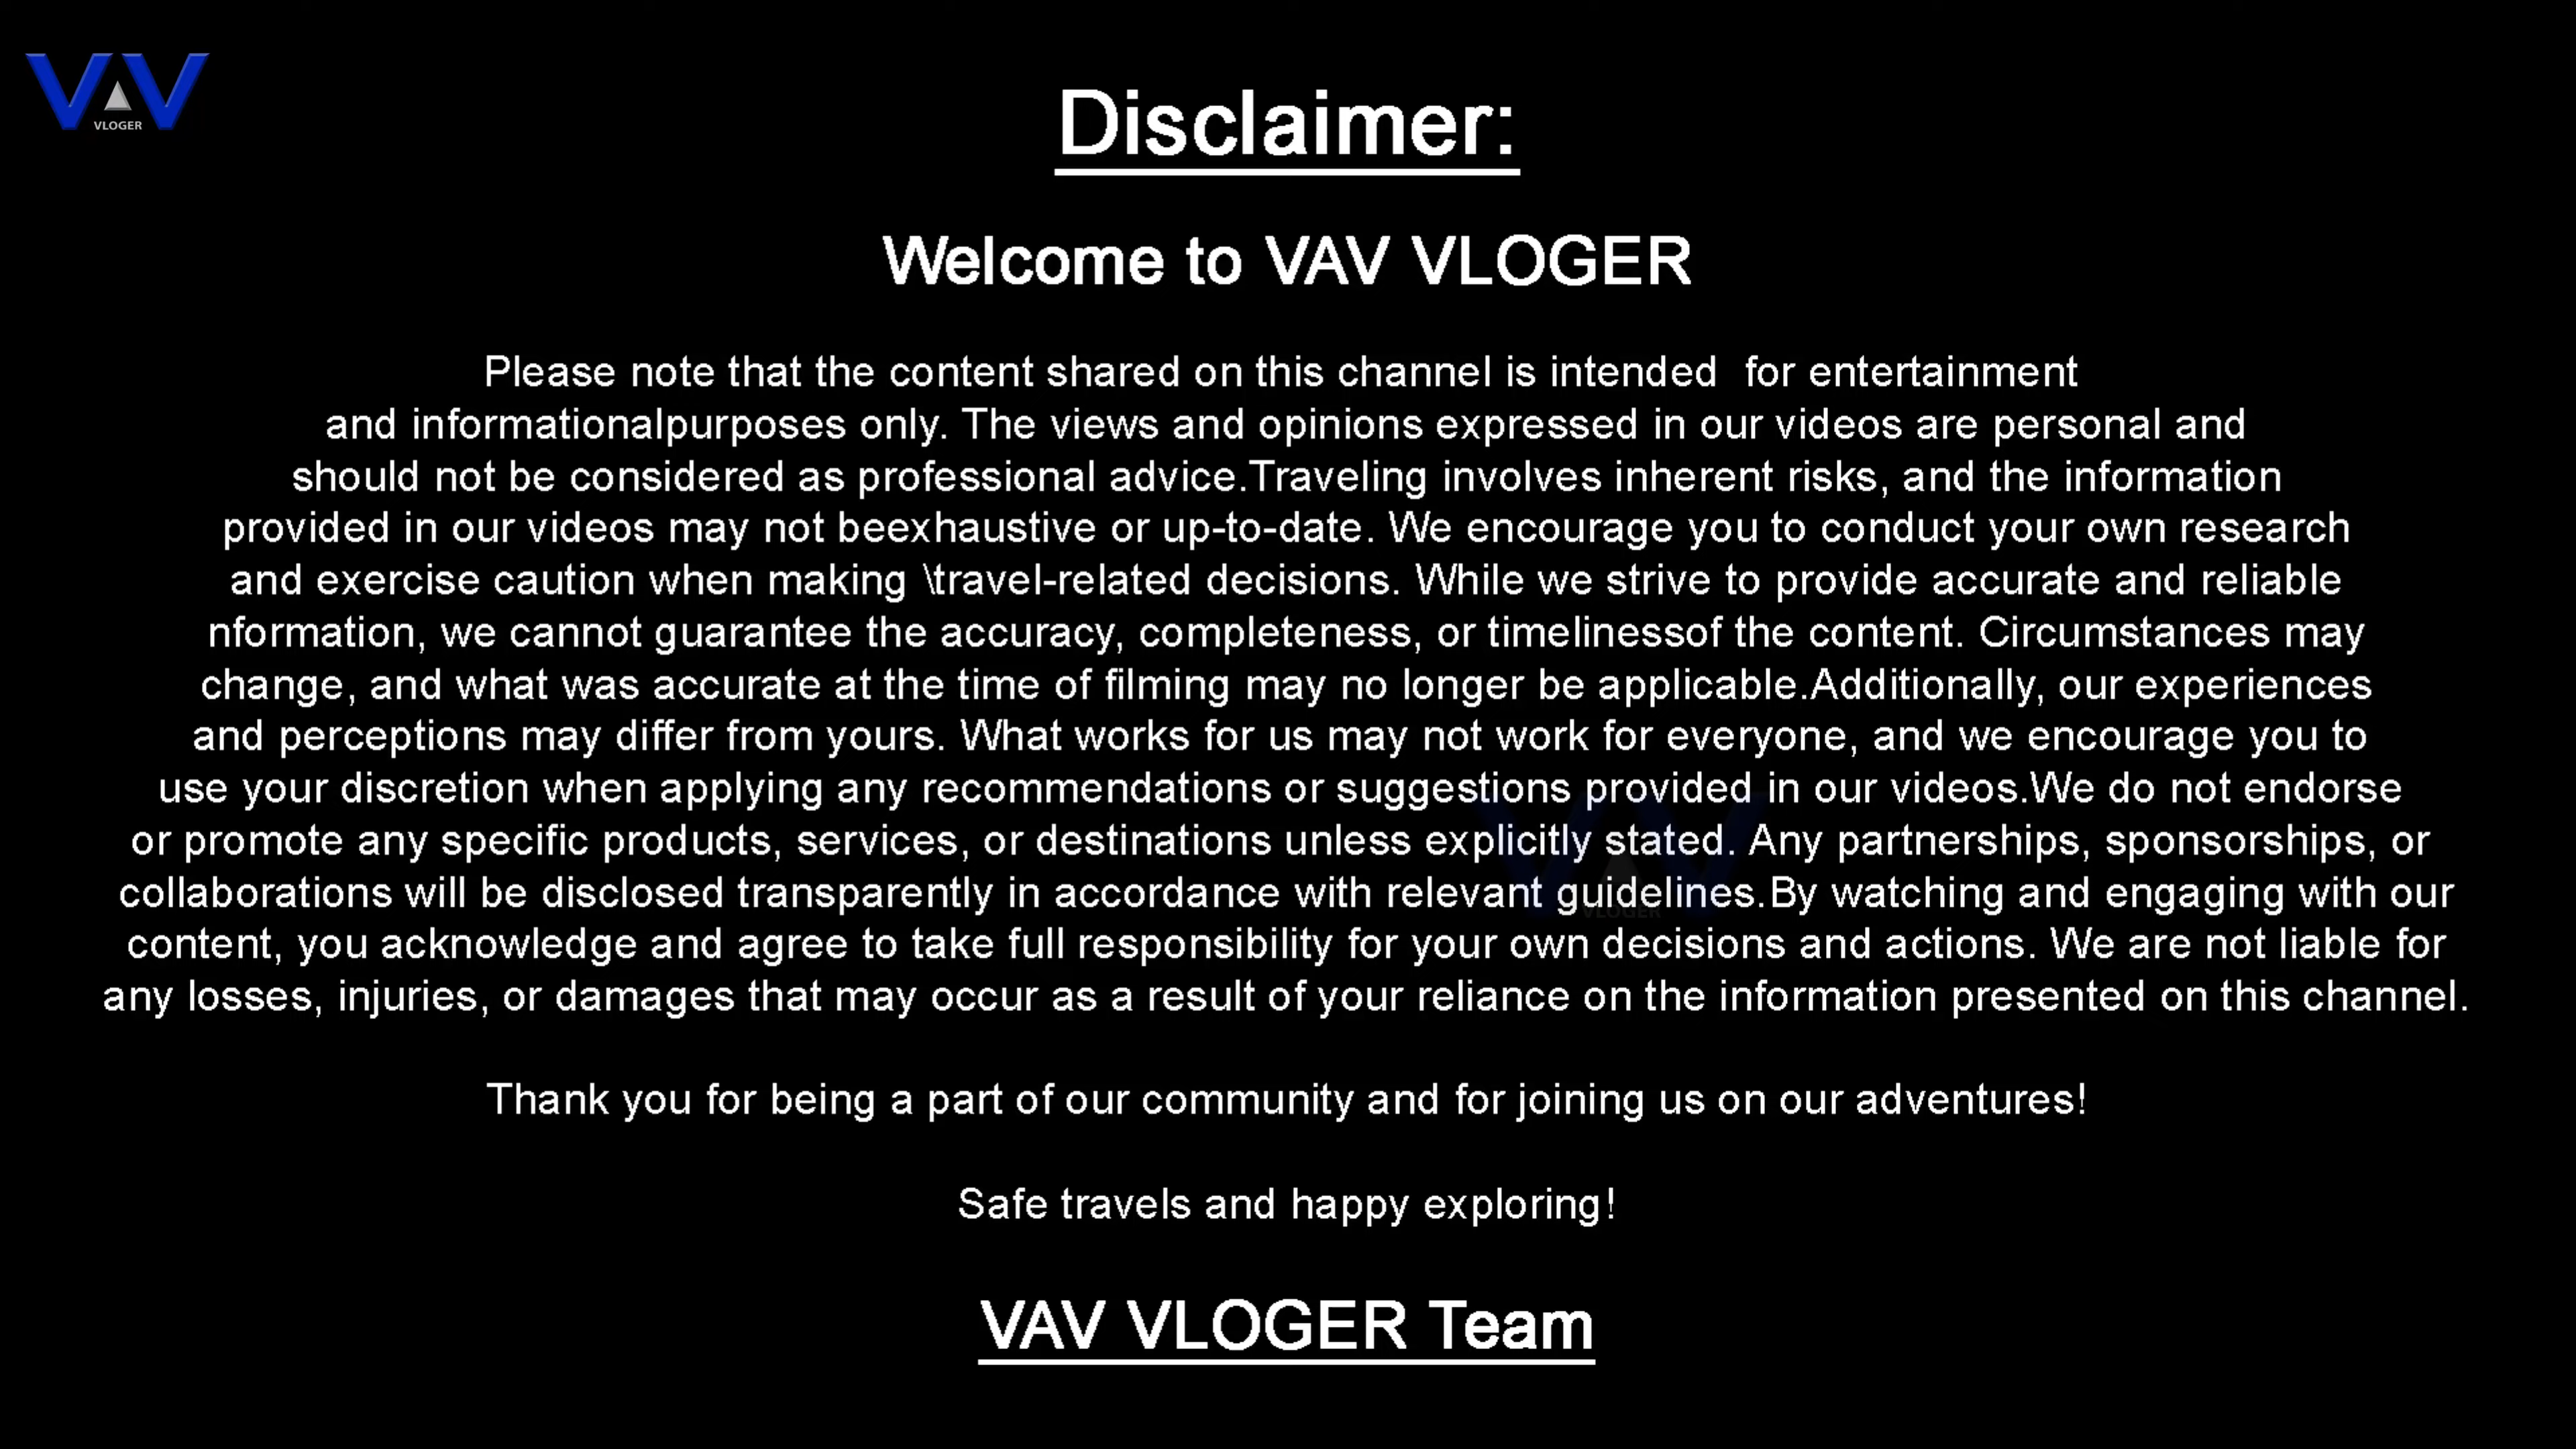 VAV
VLOGER
Disclaimer:
Welcome to VAV VLOGER
Please note that the content shared on this channel is intended  for entertainment
and informationalpurposes only. The views and opinions expressed in our videos are personal and
should not be considered as professional advice.Traveling involves inherent risks, and the information
provided in our videos may not beexhaustive or up-to-date. We encourage you to conduct your own research
and exercise caution when making \travel-related decisions. While we strive to provide accurate and reliable
nformation, we cannot guarantee the accuracy, completeness, or timelinessof the content. Circumstances may
change, and what was accurate at the time of filming may no longer be applicable.Additionally, our experiences
and perceptions may differ from yours. What works for us may not work for everyone, and we encourage you to
use your discretion when applying any recommendations or suggestions provided in our videos.We do not endorse
or promote any specific products, services, or destinations unless explicitly stated. Any partnerships, sponsorships, or
collaborations will be disclosed transparently in accordance with relevant guidelines.By watching and engaging with our
content, you acknowledge and agree to take full responsibility for your own decisions and actions. We are not liable for
any losses, injuries, or damages that may occur as a result of your reliance on the information presented on this channel.
VAV
VLOGER
Thank you for being a part of our community and for joining us on our adventures!
Safe travels and happy exploring!
VAV VLOGER Team